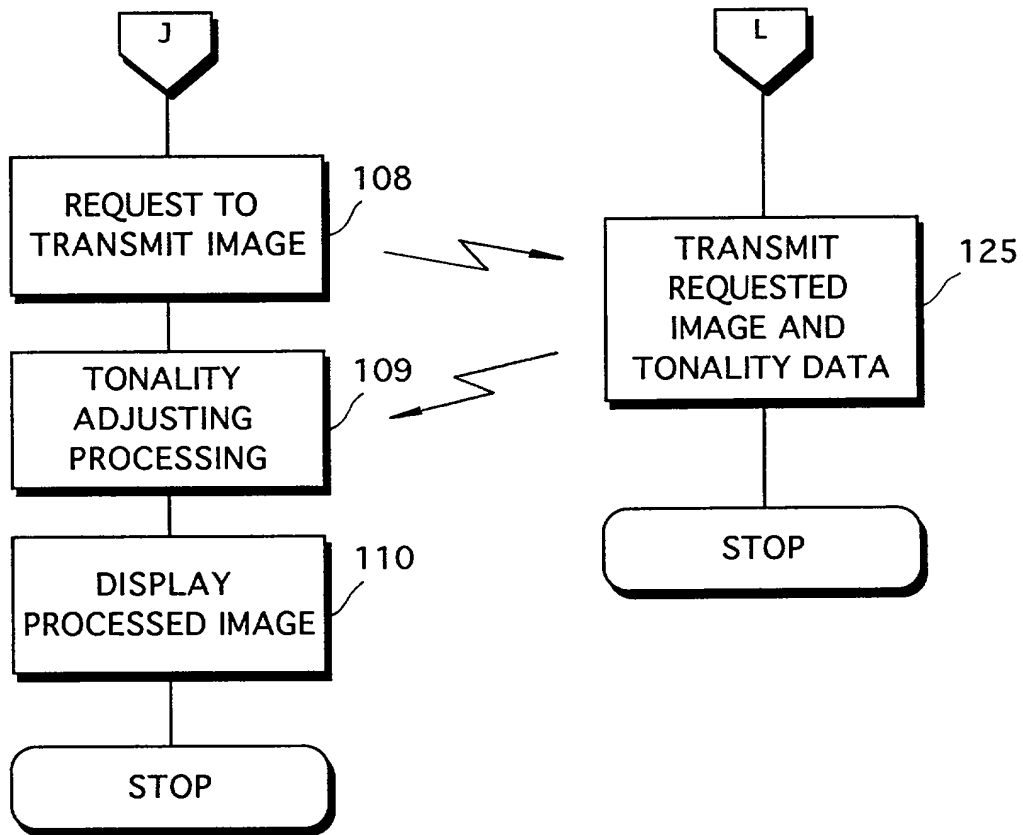 J
REQUEST TO
TRANSMIT IMAGE
108
TONALITY
ADJUSTING
PROCESSING
109
DISPLAY
PROCESSED IMAGE
110
STOP
L
TRANSMIT
REQUESTED
IMAGE AND
TONALITY DATA
125
STOP